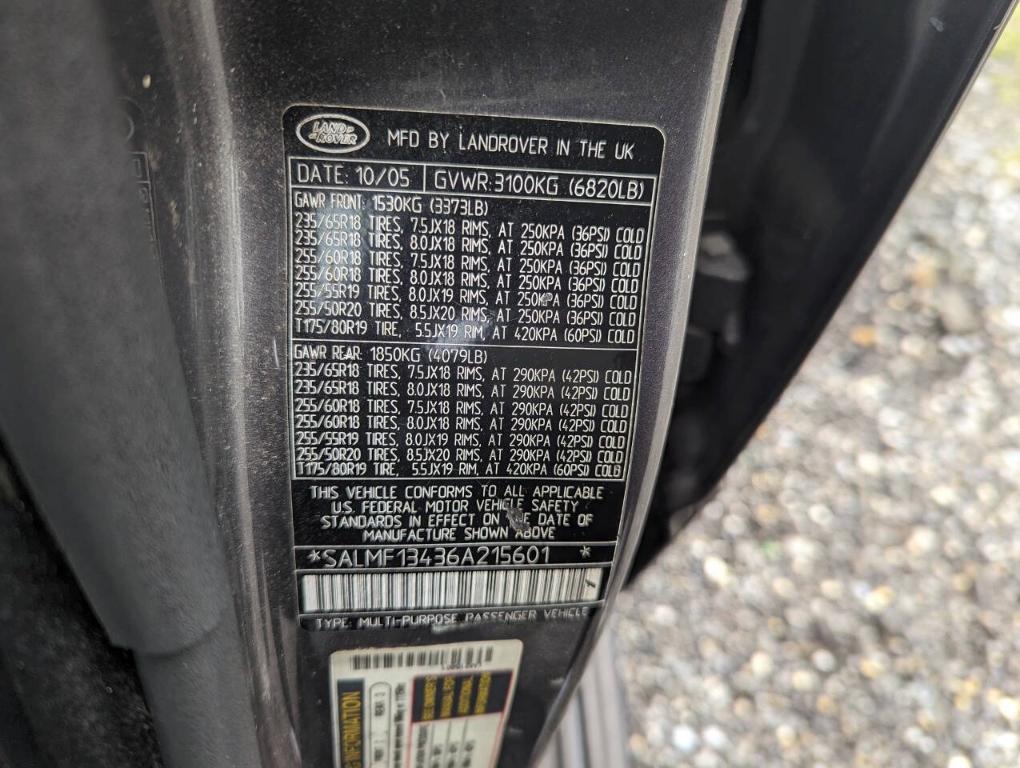 LAND ROVER
MFD BY LANDROVER IN THE UK
DATE: 10/05 GVWR:3100KG (6820LB)
GAWR FRONT: 1530KG (3373LB)
235/65R18 TIRES, 7.5JX18 RIMS, AT 250KPA (36PSI) COLD
235/65R18 TIRES, 8.0JX18 RIMS, AT 250KPA (36PSI) COLD
255/60R18 TIRES, 7.5JX18 RIMS, AT 250KPA (36PSI) COLD
255/60R18 TIRES, 8.0JX18 RIMS, AT 250KPA (36PSI) COLD
255/55R19 TIRES, 8.0JX19 RIMS, AT 250KPA (36PSI) COLD
255/50R20 TIRES, 8.5JX20 RIMS, AT 250KPA (36PSI) COLD
T175/80R19 TIRE, 5.5JX19 RIM, AT 420KPA (60PSI) COLD
GAWR REAR: 1850KG (4079LB)
235/65R18 TIRES, 7.5JX18 RIMS, AT 290KPA (42PSI) COLD
235/65R18 TIRES, 8.0JX18 RIMS, AT 290KPA (42PSI) COLD
255/60R18 TIRES, 7.5JX18 RIMS, AT 290KPA (42PSI) COLD
255/60R18 TIRES, 8.0JX18 RIMS, AT 290KPA (42PSI) COLD
255/55R19 TIRES, 8.0JX19 RIMS, AT 290KPA (42PSI) COLD
255/50R20 TIRES, 8.5JX20 RIMS, AT 290KPA (42PSI) COLD
T175/80R19 TIRE, 5.5JX19 RIM, AT 420KPA (60PSI) COLD
THIS VEHICLE CONFORMS TO ALL APPLICABLE
U.S. FEDERAL MOTOR VEHICLE SAFETY
STANDARDS IN EFFECT ON THE DATE OF
MANUFACTURE SHOWN ABOVE
*SALMF13436A215601 *
TYPE: MULTI-PURPOSE PASSENGER VEHICLE
INFORMATION
SEE OWNER'S
MANUAL FOR
ADDITIONAL
INFORMATION